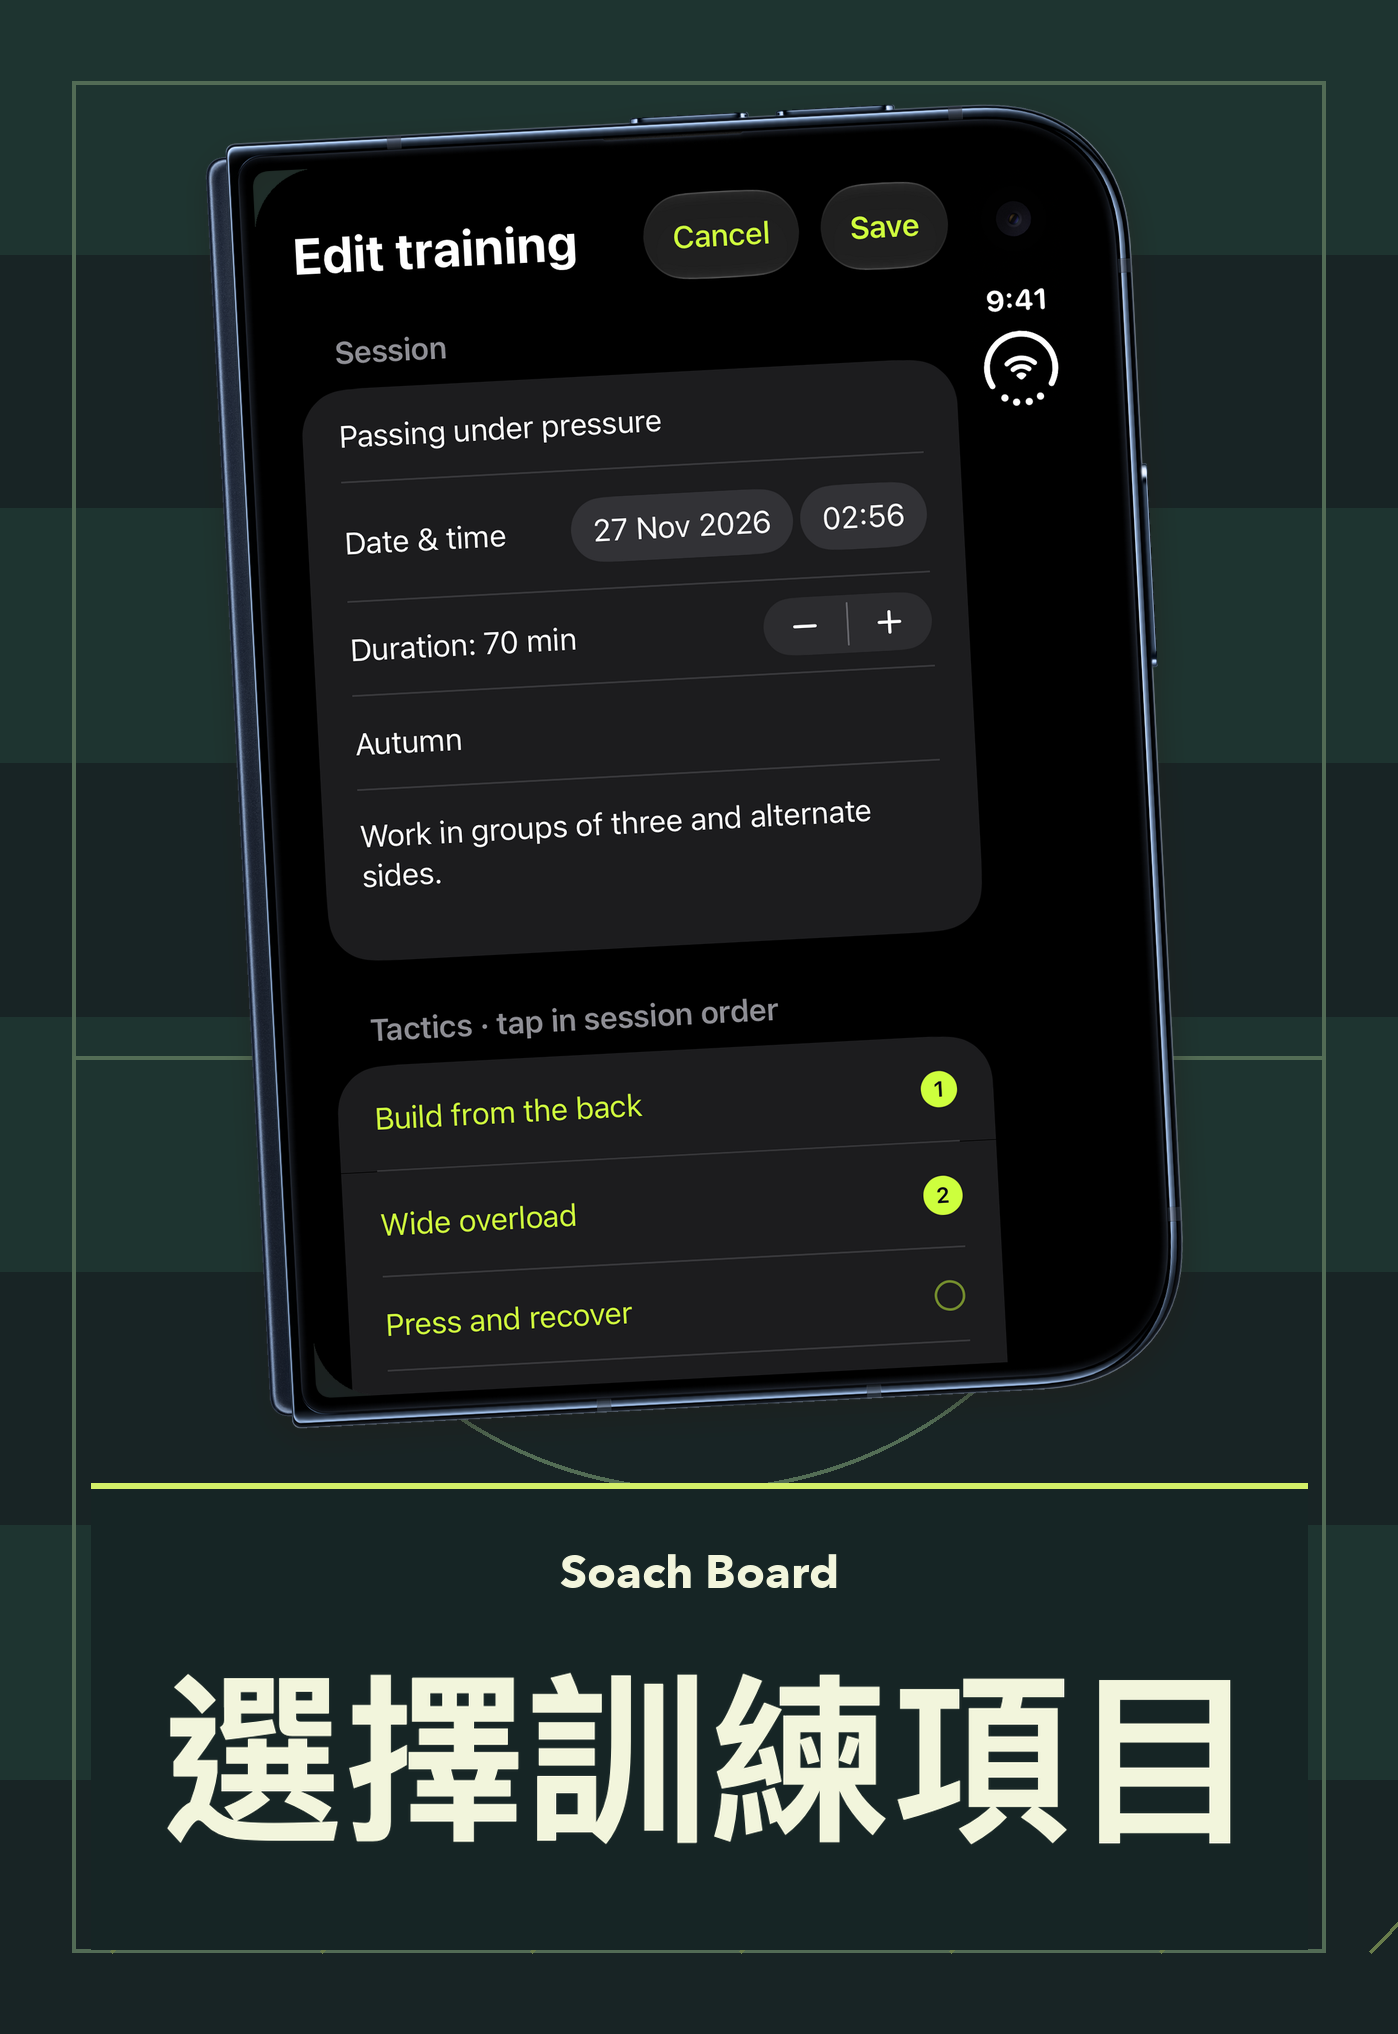 Edit training
Cancel
Save
9:41
Session
Passing under pressure
Date & time
27 Nov 2026
02:56
Duration: 70 min
Autumn
Work in groups of three and alternate
sides.
Tactics · tap in session order
Build from the back
1
Wide overload
2
Press and recover
Soach Board
選擇訓練項目